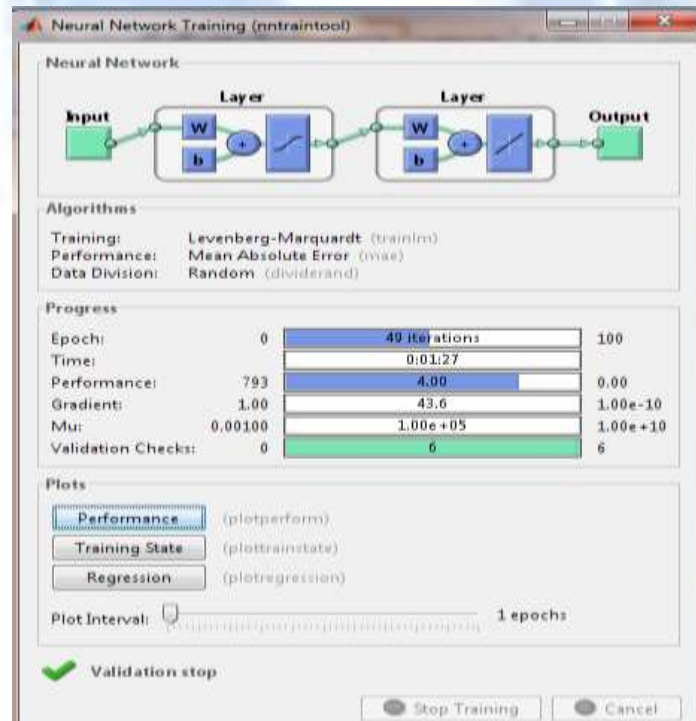 Neural Network Training (nntraintool)
Neural Network
Layer Layer
Input Output
W W
b b
+ +
Algorithms
Training: Levenberg-Marquardt (trainlm)
Performance: Mean Absolute Error (mae)
Data Division: Random (dividerand)
Progress
Epoch: 0 49 iterations 100
Time: 0:01:27
Performance: 793 4.00 0.00
Gradient: 1.00 43.6 1.00e-10
Mu: 0.00100 1.00e+05 1.00e+10
Validation Checks: 0 6 6
Plots
Performance (plotperform)
Training State (plottrainstate)
Regression (plotregression)
Plot Interval: 1 epochs
Validation stop
Stop Training Cancel